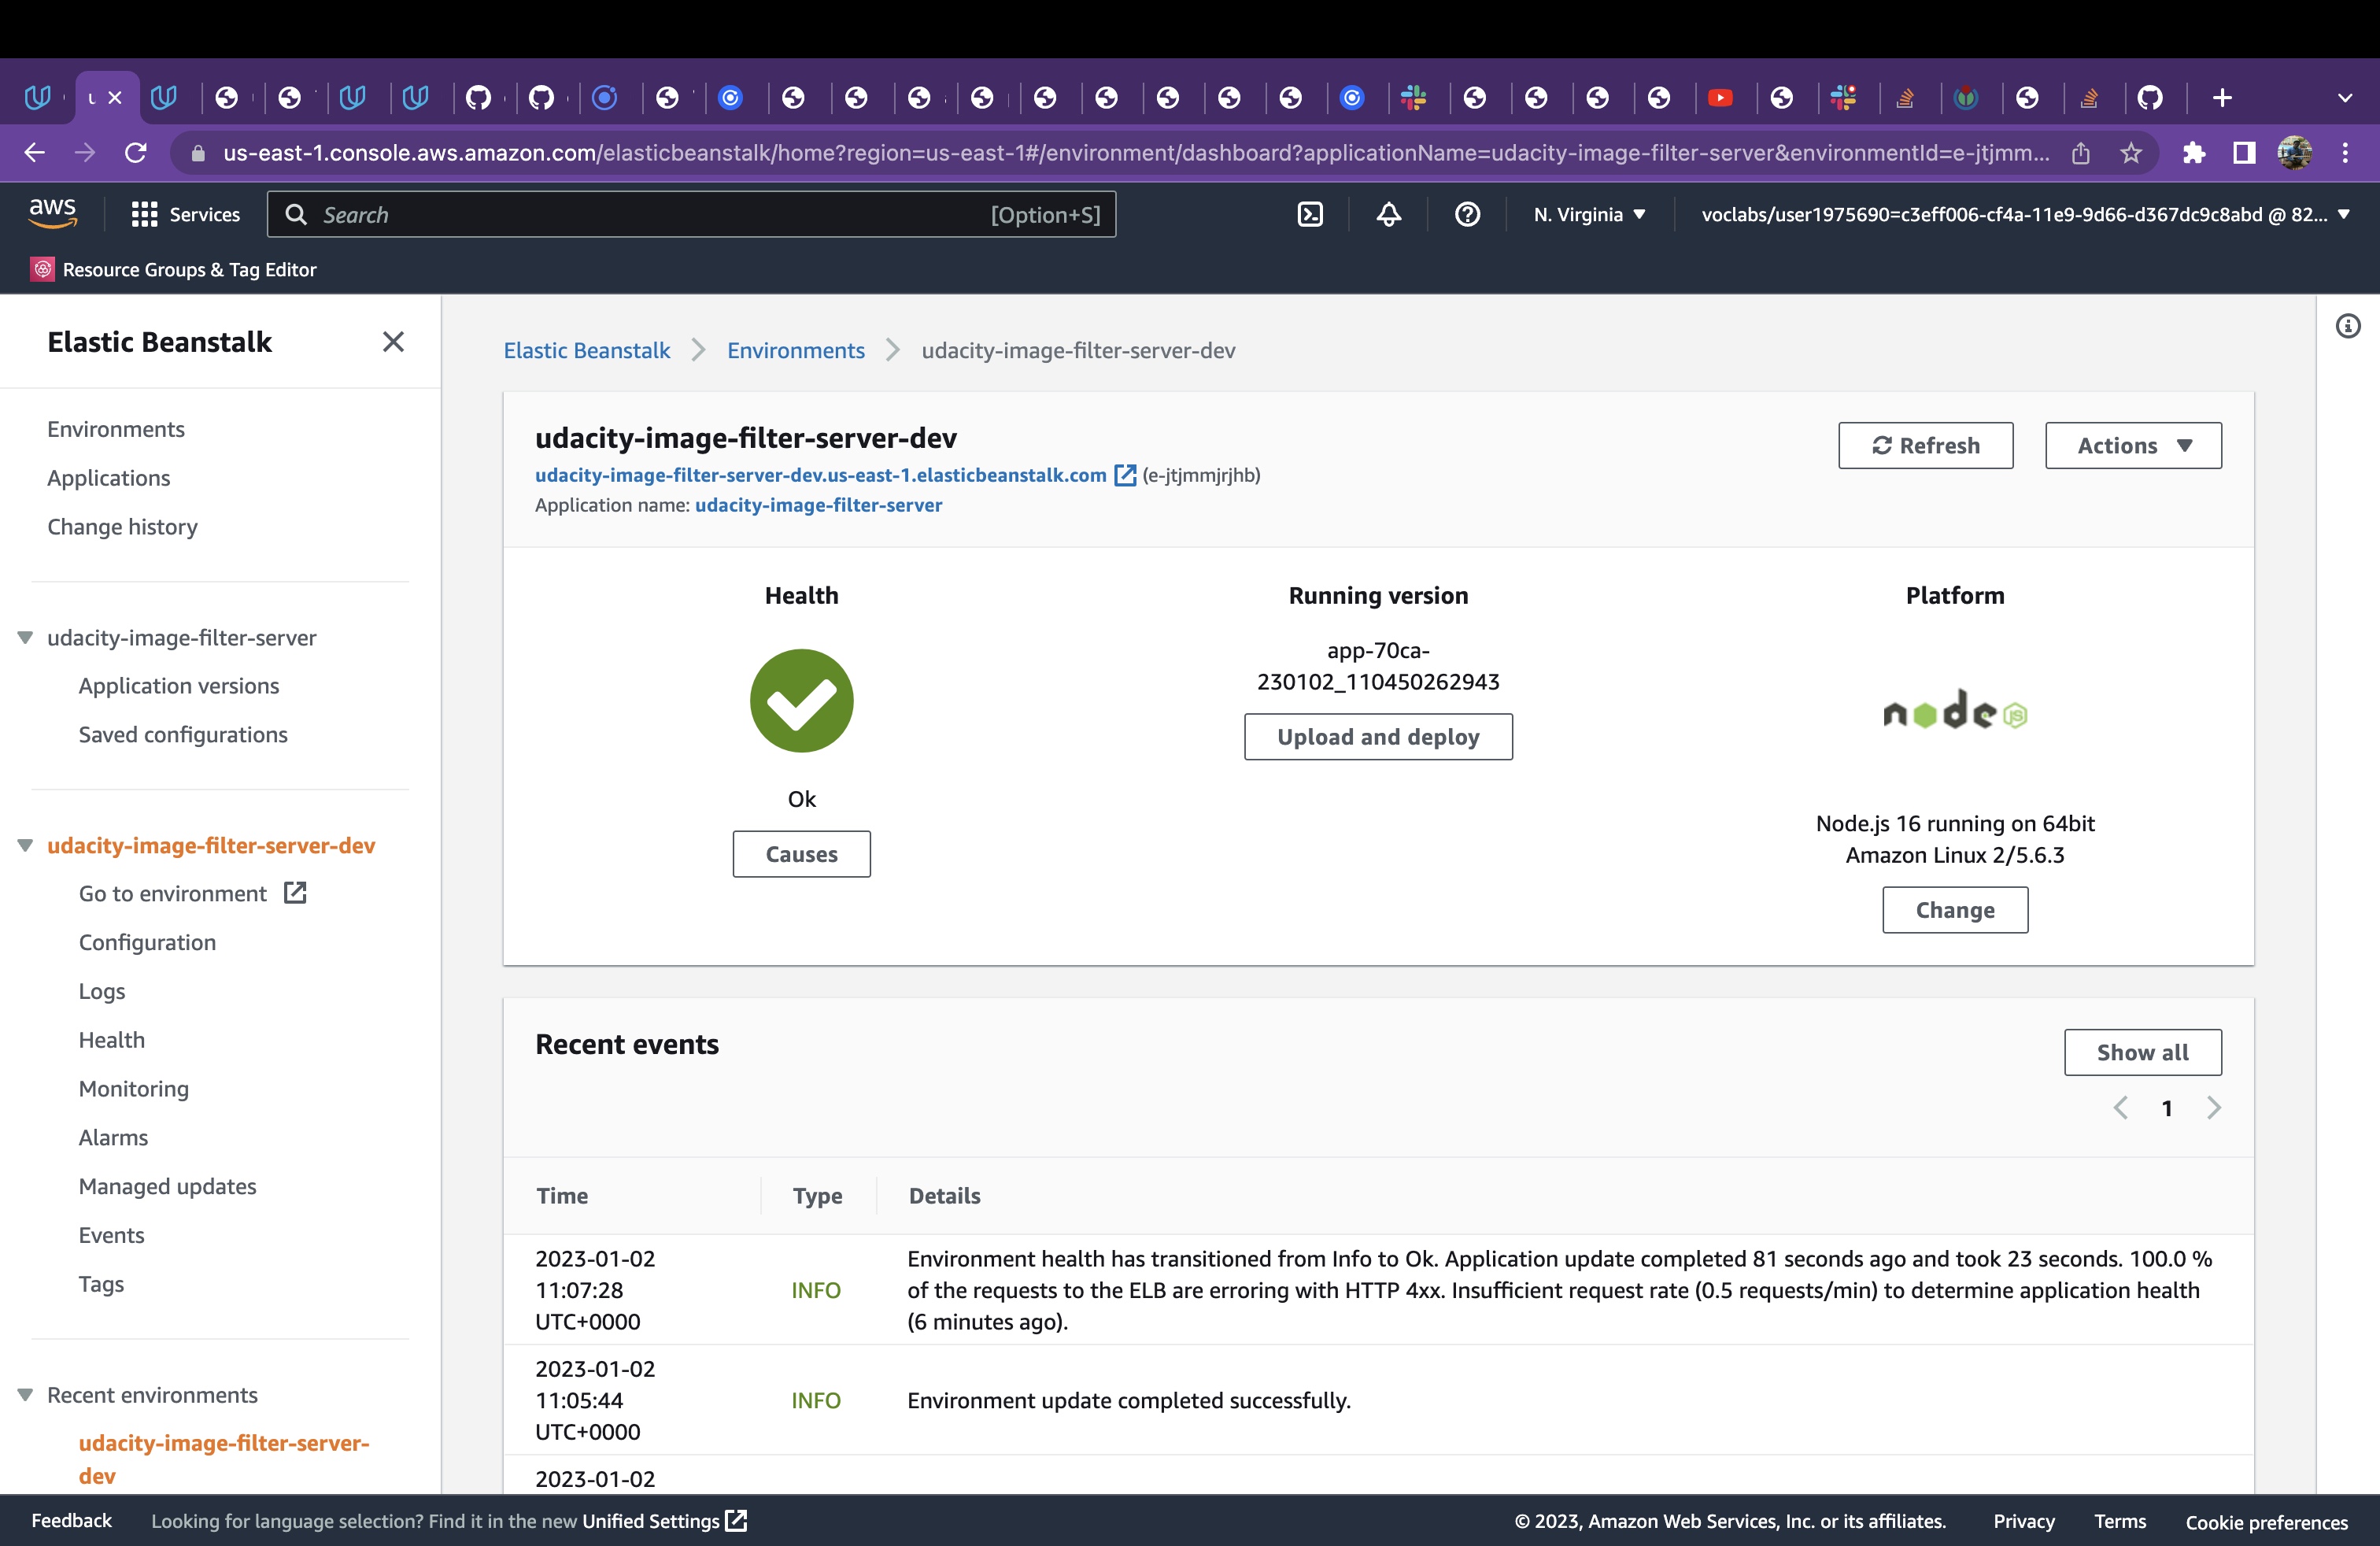 us-east-1.console.aws.amazon.com/elasticbeanstalk/home?region=us-east-1#/environment/dashboard?applicationName=udacity-image-filter-server&environmentId=e-jtjmm...
aws
Services
Search
[Option+S]
N. Virginia
voclabs/user1975690=c3eff006-cf4a-11e9-9d66-d367dc9c8abd @ 82...
Resource Groups & Tag Editor
Elastic Beanstalk
Environments
Applications
Change history
udacity-image-filter-server
Application versions
Saved configurations
udacity-image-filter-server-dev
Go to environment
Configuration
Logs
Health
Monitoring
Alarms
Managed updates
Events
Tags
Recent environments
udacity-image-filter-server-
dev
Elastic Beanstalk
Environments
udacity-image-filter-server-dev
udacity-image-filter-server-dev
udacity-image-filter-server-dev.us-east-1.elasticbeanstalk.com (e-jtjmmjrjhb)
Application name: udacity-image-filter-server
Refresh
Actions
Health
Ok
Causes
Running version
app-70ca-
230102_110450262943
Upload and deploy
Platform
node
JS
Node.js 16 running on 64bit
Amazon Linux 2/5.6.3
Change
Recent events
Show all
1
Time
Type
Details
2023-01-02
11:07:28
UTC+0000
INFO
Environment health has transitioned from Info to Ok. Application update completed 81 seconds ago and took 23 seconds. 100.0 %
of the requests to the ELB are erroring with HTTP 4xx. Insufficient request rate (0.5 requests/min) to determine application health
(6 minutes ago).
2023-01-02
11:05:44
UTC+0000
INFO
Environment update completed successfully.
2023-01-02
Feedback
Looking for language selection? Find it in the new Unified Settings
© 2023, Amazon Web Services, Inc. or its affiliates.
Privacy
Terms
Cookie preferences